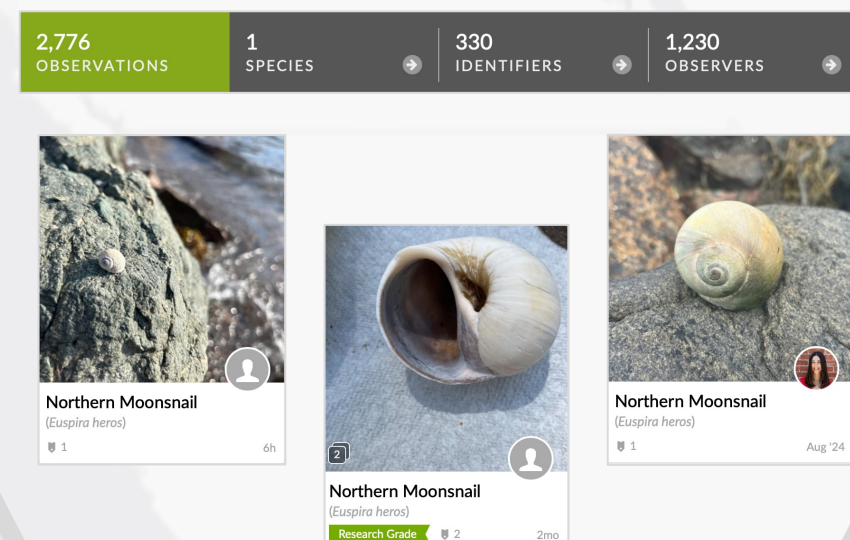 2,776
OBSERVATIONS
1
SPECIES
330
IDENTIFIERS
1,230
OBSERVERS
Northern Moonsnail
(Euspira heros)
1
6h
2
Northern Moonsnail
(Euspira heros)
Research Grade
2
2mo
Northern Moonsnail
(Euspira heros)
1
Aug '24